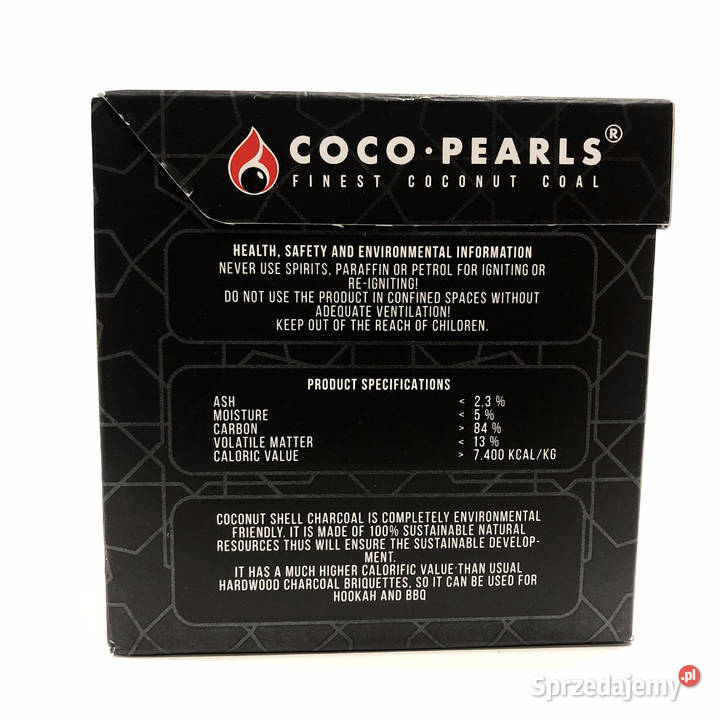 COCO·PEARLS®
FINEST COCONUT COAL
HEALTH, SAFETY AND ENVIRONMENTAL INFORMATION
NEVER USE SPIRITS, PARAFFIN OR PETROL FOR IGNITING OR
RE-IGNITING!
DO NOT USE THE PRODUCT IN CONFINED SPACES WITHOUT
ADEQUATE VENTILATION!
KEEP OUT OF THE REACH OF CHILDREN.
PRODUCT SPECIFICATIONS
ASH < 2.3 %
MOISTURE < 5 %
CARBON > 84 %
VOLATILE MATTER < 13 %
CALORIC VALUE > 7.400 KCAL/KG
COCONUT SHELL CHARCOAL IS COMPLETELY ENVIRONMENTAL
FRIENDLY. IT IS MADE OF 100% SUSTAINABLE NATURAL
RESOURCES THUS WILL ENSURE THE SUSTAINABLE DEVELOP-
MENT.
IT HAS A MUCH HIGHER CALORIFIC VALUE THAN USUAL
HARDWOOD CHARCOAL BRIQUETTES, SO IT CAN BE USED FOR
HOOKAH AND BBQ
Sprzedajemy.pl